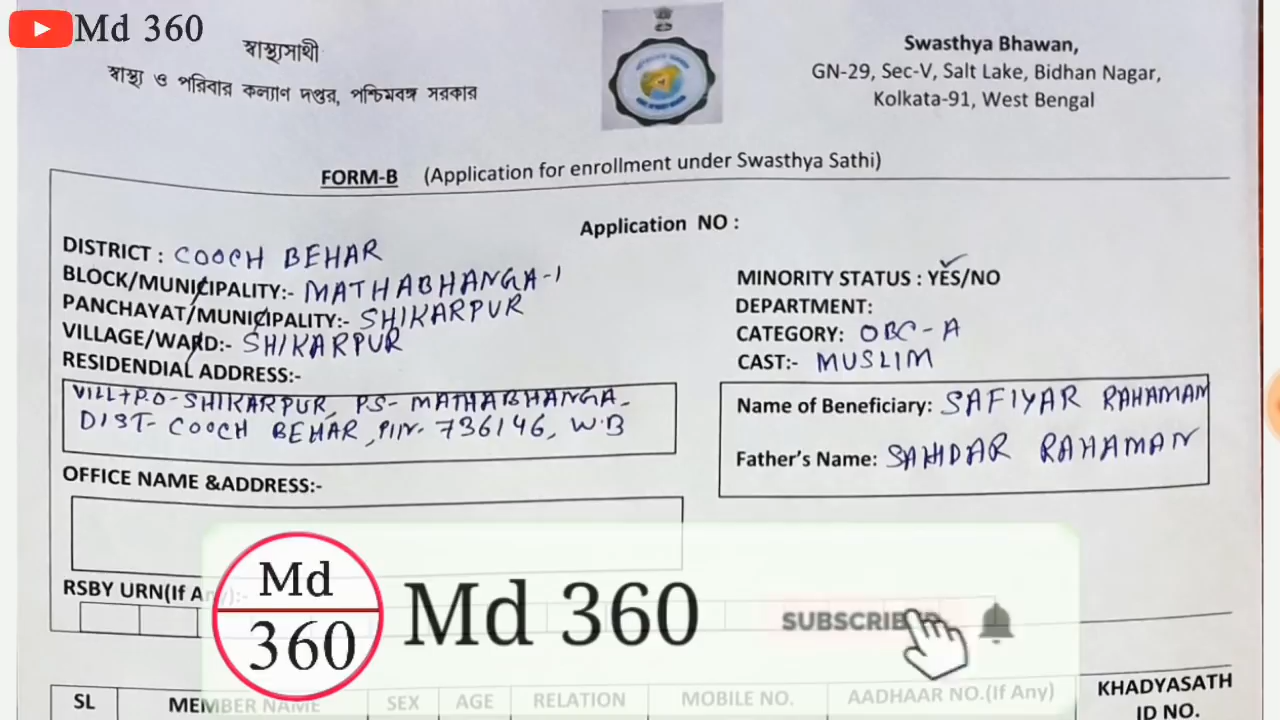 Md 360
স্বাস্থ্যসাথী
স্বাস্থ্য ও পরিবার কল্যাণ দপ্তর, পশ্চিমবঙ্গ সরকার
Swasthya Bhawan,
GN-29, Sec-V, Salt Lake, Bidhan Nagar,
Kolkata-91, West Bengal
FORM-B (Application for enrollment under Swasthya Sathi)
Application NO :
DISTRICT : COOCH BEHAR
BLOCK/MUNICIPALITY:- MATHABHANGA-1
PANCHAYAT/MUNICIPALITY:- SHIKARPUR
VILLAGE/WARD:- SHIKARPUR
RESIDENDIAL ADDRESS:-
VILL+P.O-SHIKARPUR, P.S- MATHABHANGA-
DIST- COOCH BEHAR, PIN- 736146, W.B
MINORITY STATUS : YES/NO
DEPARTMENT:
CATEGORY: OBC-A
CAST:- MUSLIM
Name of Beneficiary: SAFIYAR RAHAMAN
Father's Name: SAHIDAR RAHAMAN
OFFICE NAME &ADDRESS:-
RSBY URN(If Any):-
Md
360
Md 360
SUBSCRIBE
SL MEMBER NAME SEX AGE RELATION MOBILE NO. AADHAAR NO.(If Any) KHADYASATH
ID NO.